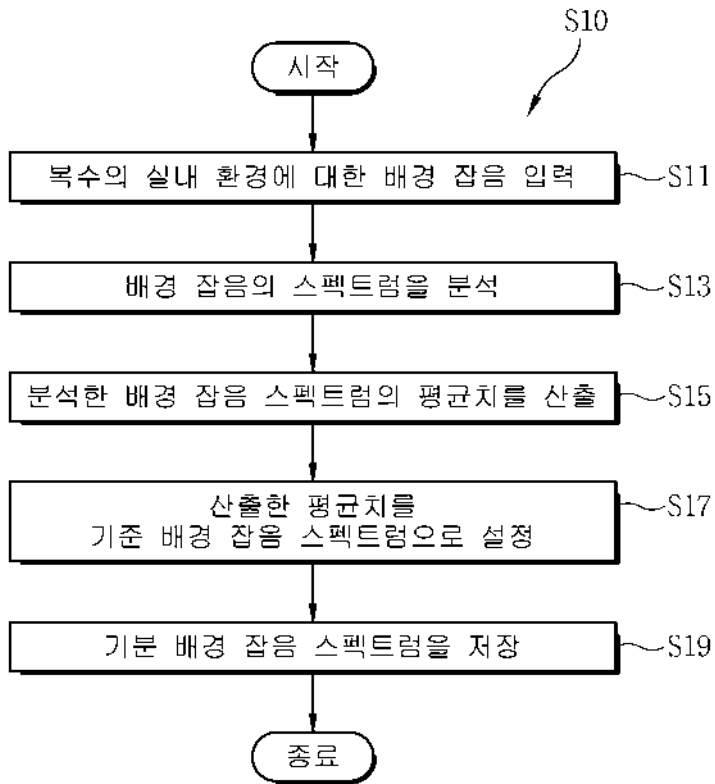 S10
시작
복수의 실내 환경에 대한 배경 잡음 입력
S11
배경 잡음의 스펙트럼을 분석
S13
분석한 배경 잡음 스펙트럼의 평균치를 산출
S15
산출한 평균치를
기준 배경 잡음 스펙트럼으로 설정
S17
기분 배경 잡음 스펙트럼을 저장
S19
종료